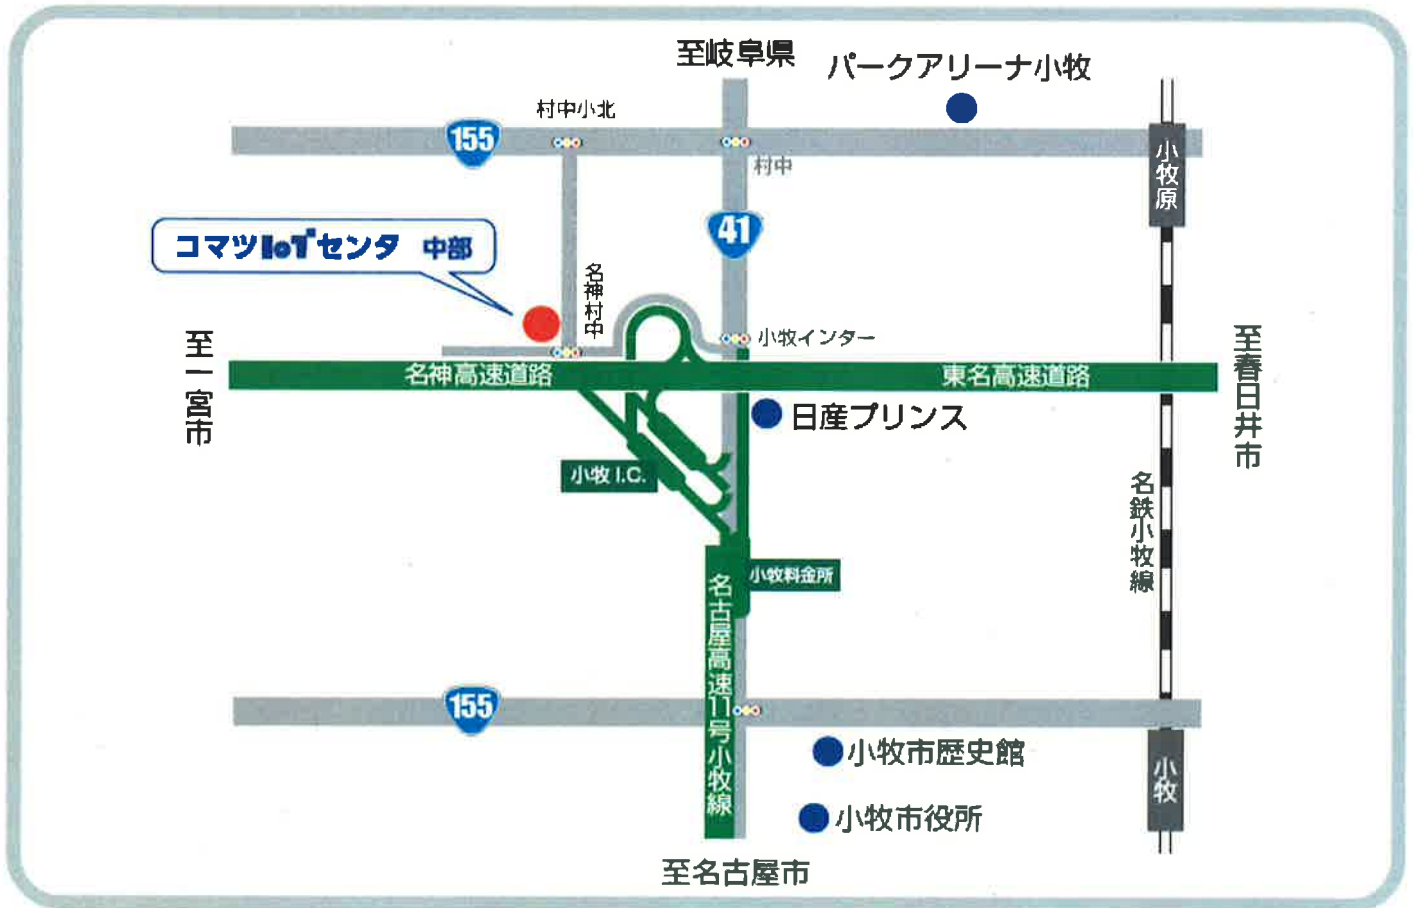 至岐阜県
パークアリーナ小牧
村中小北
155
村中
小牧原
41
コマツIoTセンタ 中部
名神村中
小牧インター
至一宮市
至春日井市
名神高速道路
東名高速道路
日産プリンス
小牧 I.C.
名鉄小牧線
小牧料金所
名古屋高速11号小牧線
155
小牧市歴史館
小牧
小牧市役所
至名古屋市